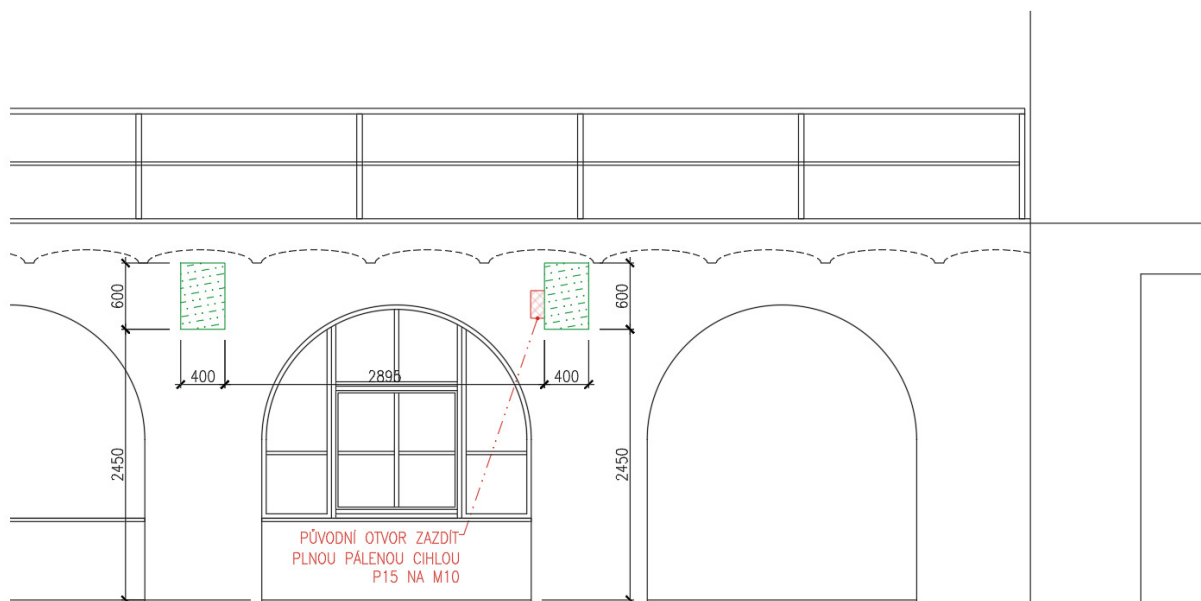 600
600
400
2895
400
2450
2450
PŮVODNÍ OTVOR ZAZDÍT
PLNOU PÁLENOU CIHLOU
P15 NA M10